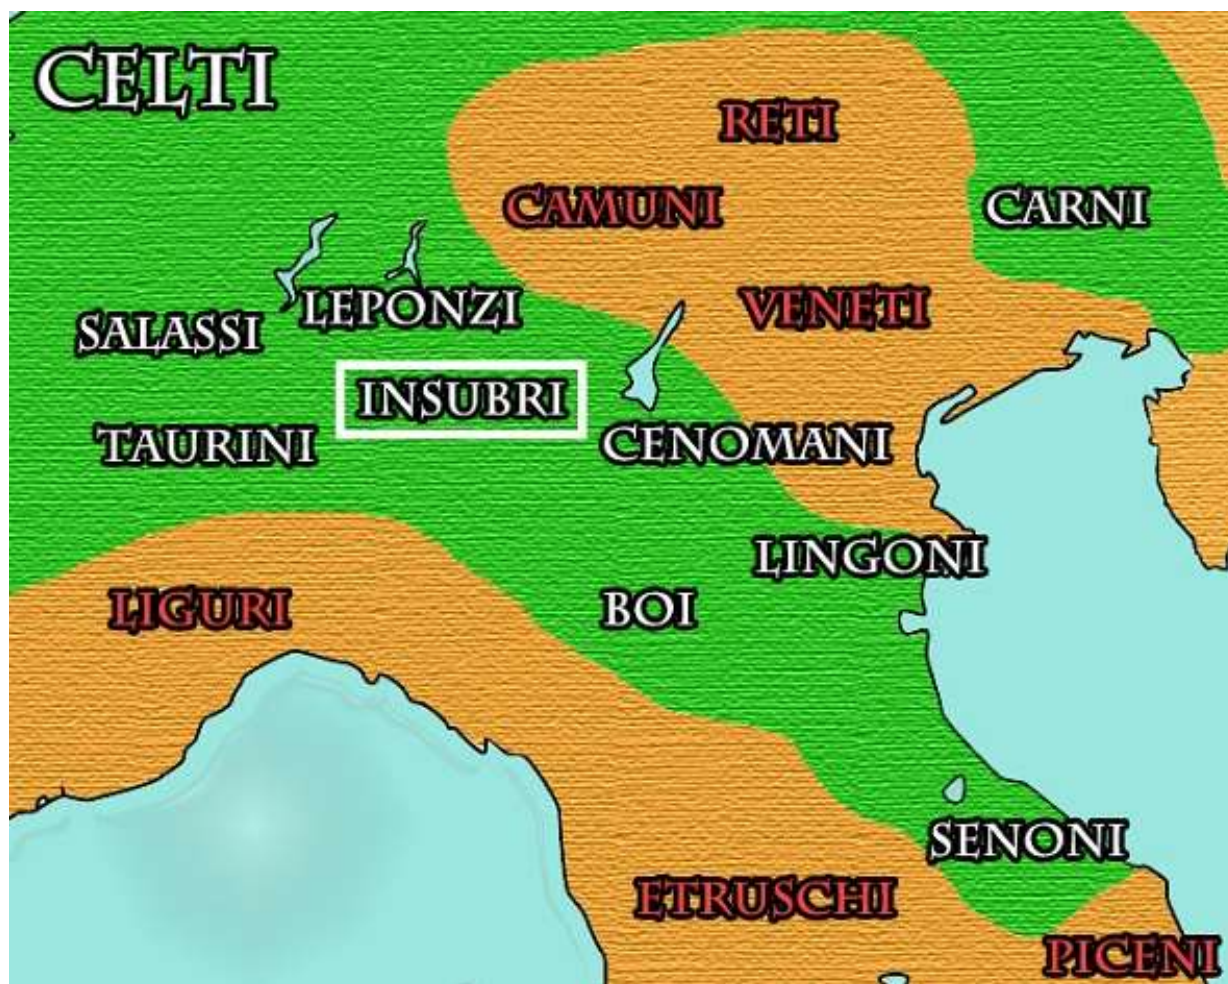 CELTI
RETI
CAMUNI
CARNI
LEPONZI
VENETI
SALASSI
INSUBRI
TAURINI
CENOMANI
LINGONI
LIGURI
BOI
SENONI
ETRUSCHI
PICENI